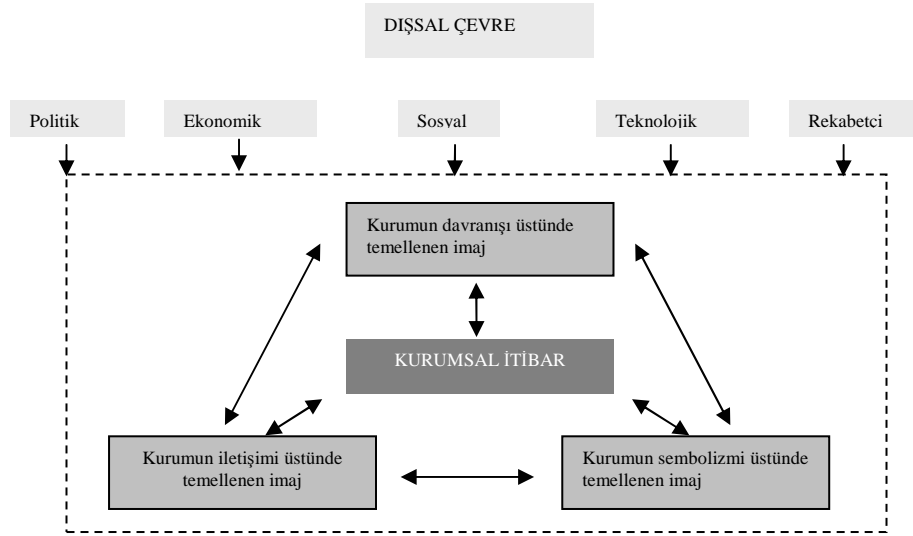 DIŞSAL ÇEVRE
Politik
Ekonomik
Sosyal
Teknolojik
Rekabetçi
Kurumun davranışı üstünde
temellenen imaj
KURUMSAL İTİBAR
Kurumun iletişimi üstünde
temellenen imaj
Kurumun sembolizmi üstünde
temellenen imaj